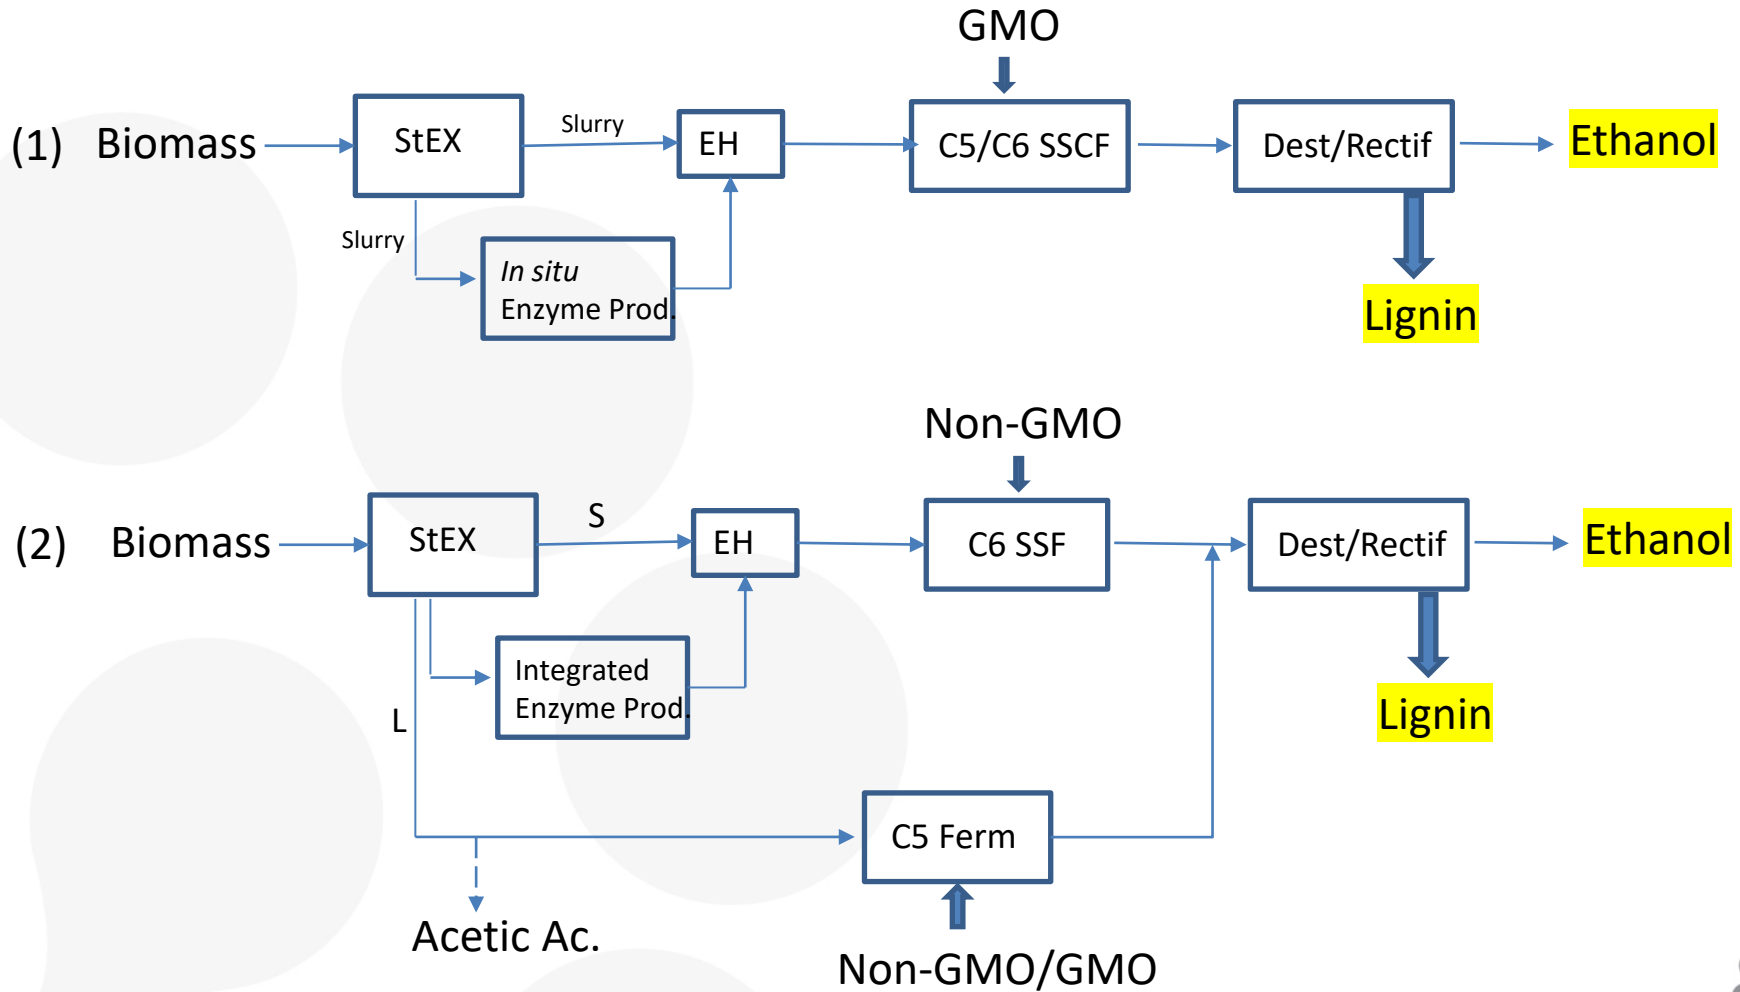 GMO
(1) Biomass
StEX
Slurry
EH
C5/C6 SSCF
Dest/Rectif
Ethanol
Slurry
In situ
Enzyme Prod.
Lignin
Non-GMO
(2) Biomass
StEX
S
EH
C6 SSF
Dest/Rectif
Ethanol
Integrated
Enzyme Prod.
L
Lignin
C5 Ferm
Acetic Ac.
Non-GMO/GMO